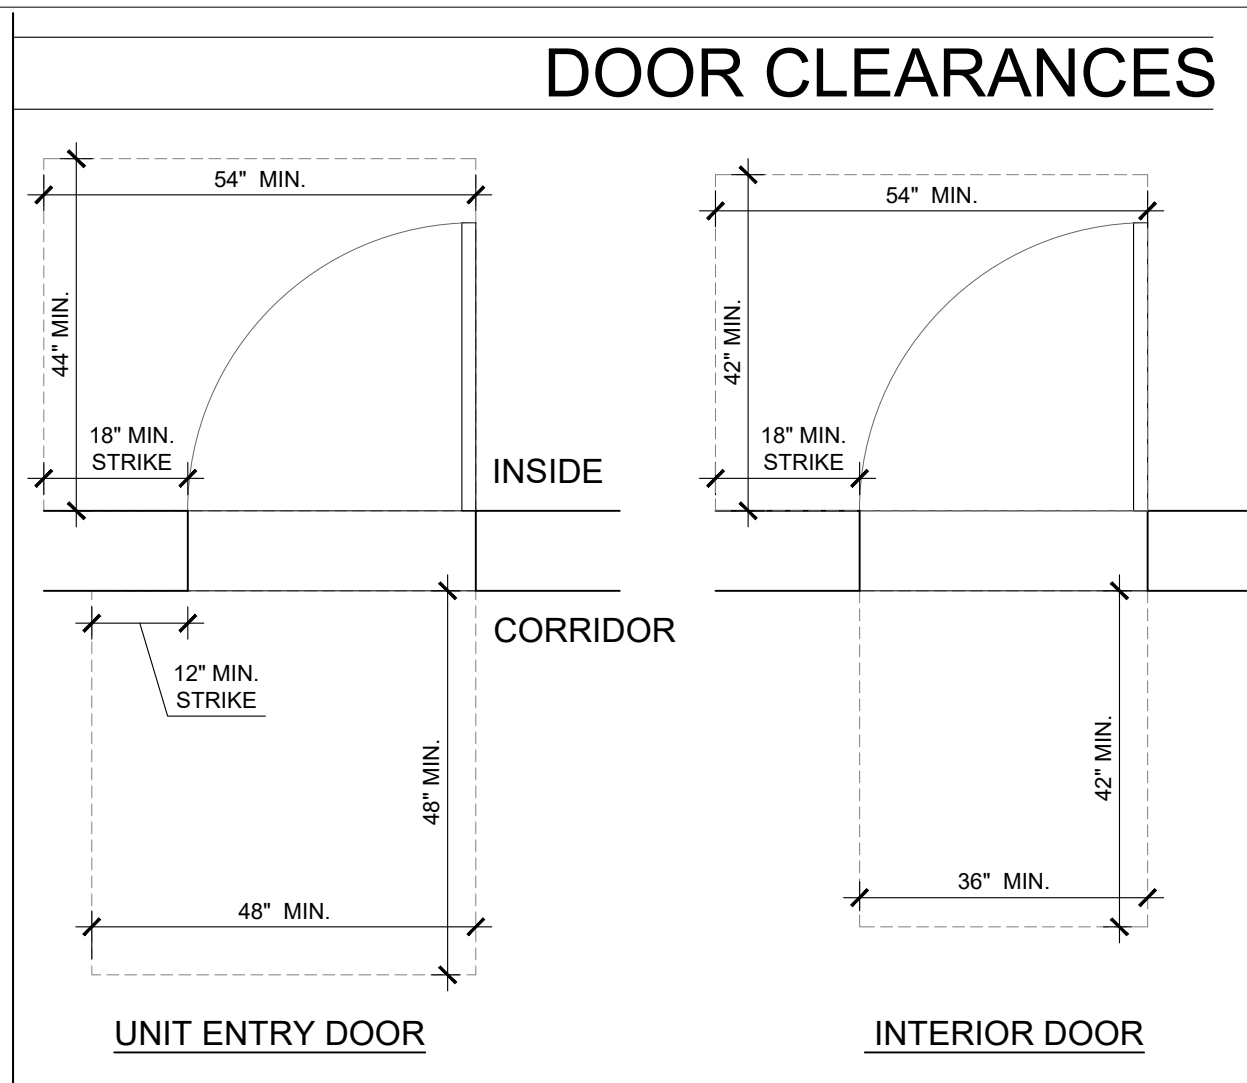 DOOR CLEARANCES
54" MIN.
44" MIN.
18" MIN.
STRIKE
INSIDE
CORRIDOR
12" MIN.
STRIKE
48" MIN.
48" MIN.
UNIT ENTRY DOOR
54" MIN.
42" MIN.
18" MIN.
STRIKE
42" MIN.
36" MIN.
INTERIOR DOOR